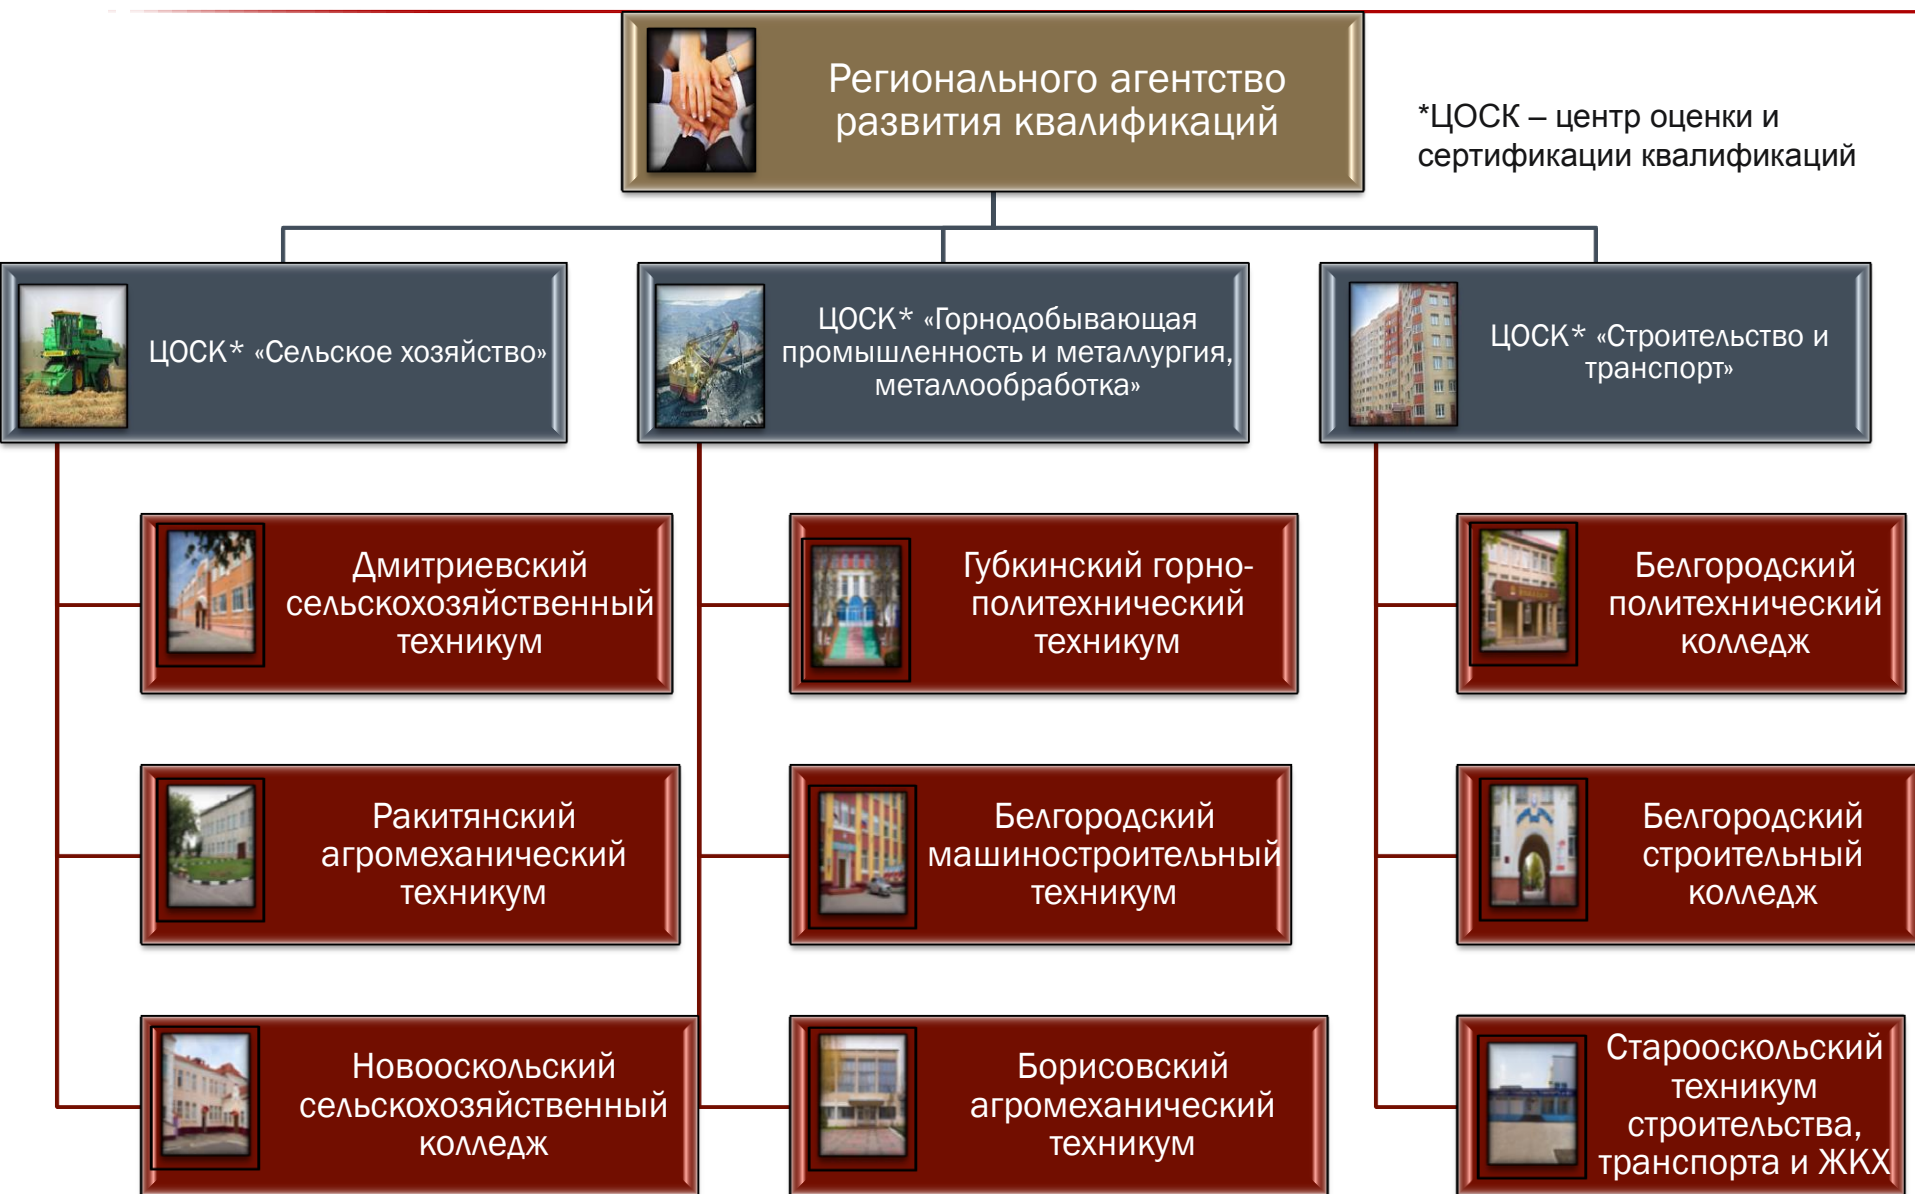 Регионального агентство
развития квалификаций
*ЦОСК – центр оценки и
сертификации квалификаций
ЦОСК* «Сельское хозяйство»
ЦОСК* «Горнодобывающая
промышленность и металлургия,
металлообработка»
ЦОСК* «Строительство и
транспорт»
Дмитриевский
сельскохозяйственный
техникум
Губкинский горно-
политехнический
техникум
Белгородский
политехнический
колледж
Ракитянский
агромеханический
техникум
Белгородский
машиностроительный
техникум
Белгородский
строительный
колледж
Новооскольский
сельскохозяйственный
колледж
Борисовский
агромеханический
техникум
Старооскольский
техникум
строительства,
транспорта и ЖКХ